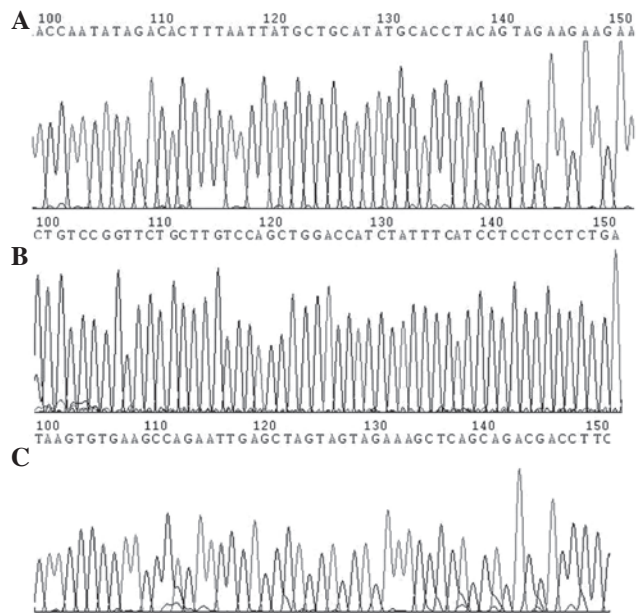 A
100 110 120 130 140 150
ACCAATATAGACACTTTAATTATGCTGCATATGCACCTACAGTAGAAGAAGAA
100 110 120 130 140 150
CTGTCCGGTTCTGCTTGTCCAGCTGGACCATCTATTTCATCCTCCTCCTCTGA
B
100 110 120 130 140 150
TAAGTGTGAAGCCAGAATTGAGCTAGTAGTAGAAAGCTCAGCAGACGACCTTC
C